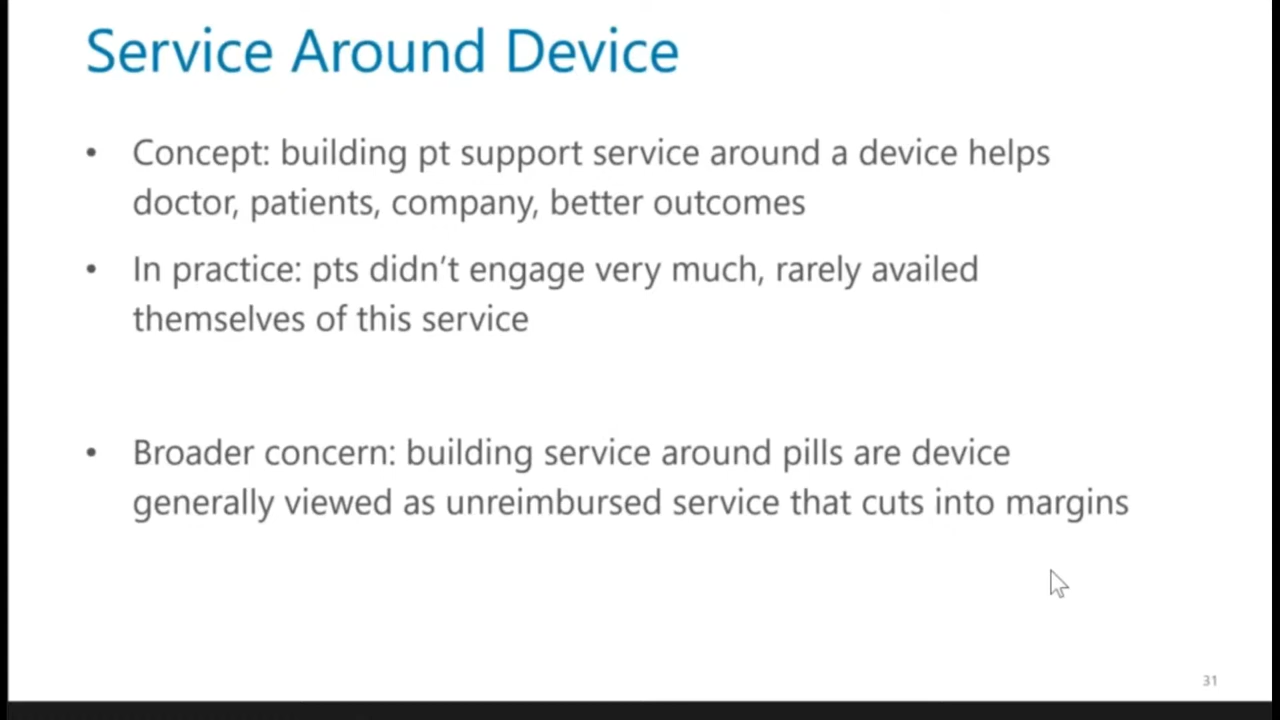 Service Around Device
• Concept: building pt support service around a device helps
doctor, patients, company, better outcomes
• In practice: pts didn’t engage very much, rarely availed
themselves of this service
• Broader concern: building service around pills are device
generally viewed as unreimbursed service that cuts into margins
31